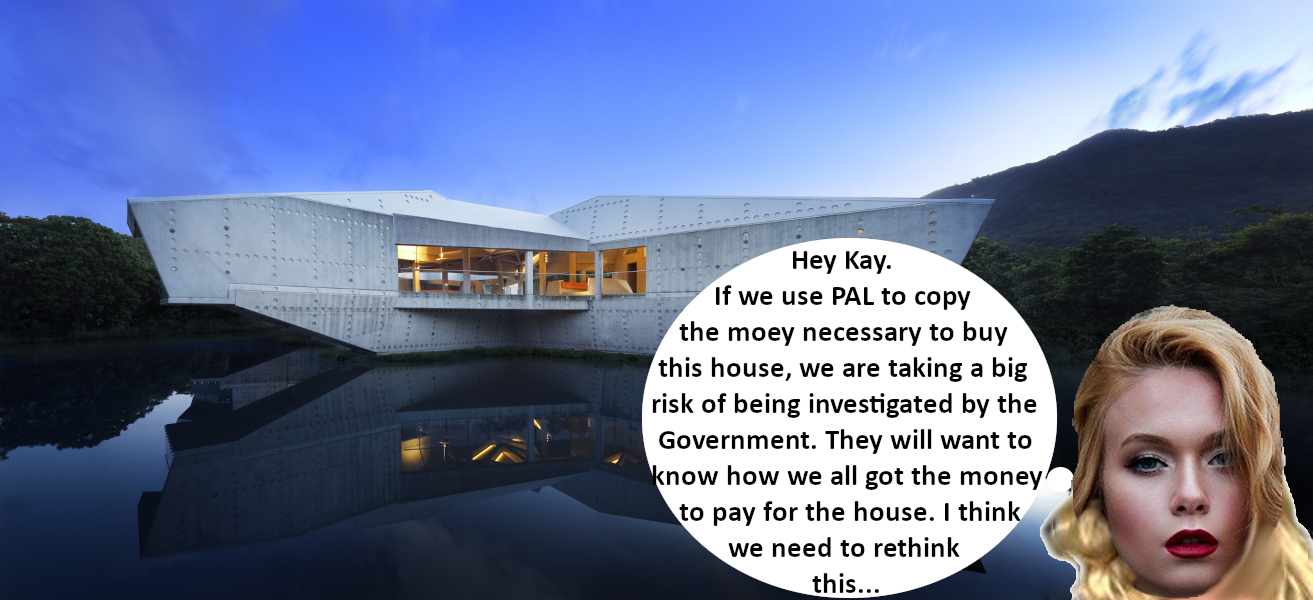 Hey Kay.
If we use PAL to copy
the moey necessary to buy
this house, we are taking a big
risk of being investigated by the
Government. They will want to
know how we all got the money
to pay for the house. I think
we need to rethink
this...